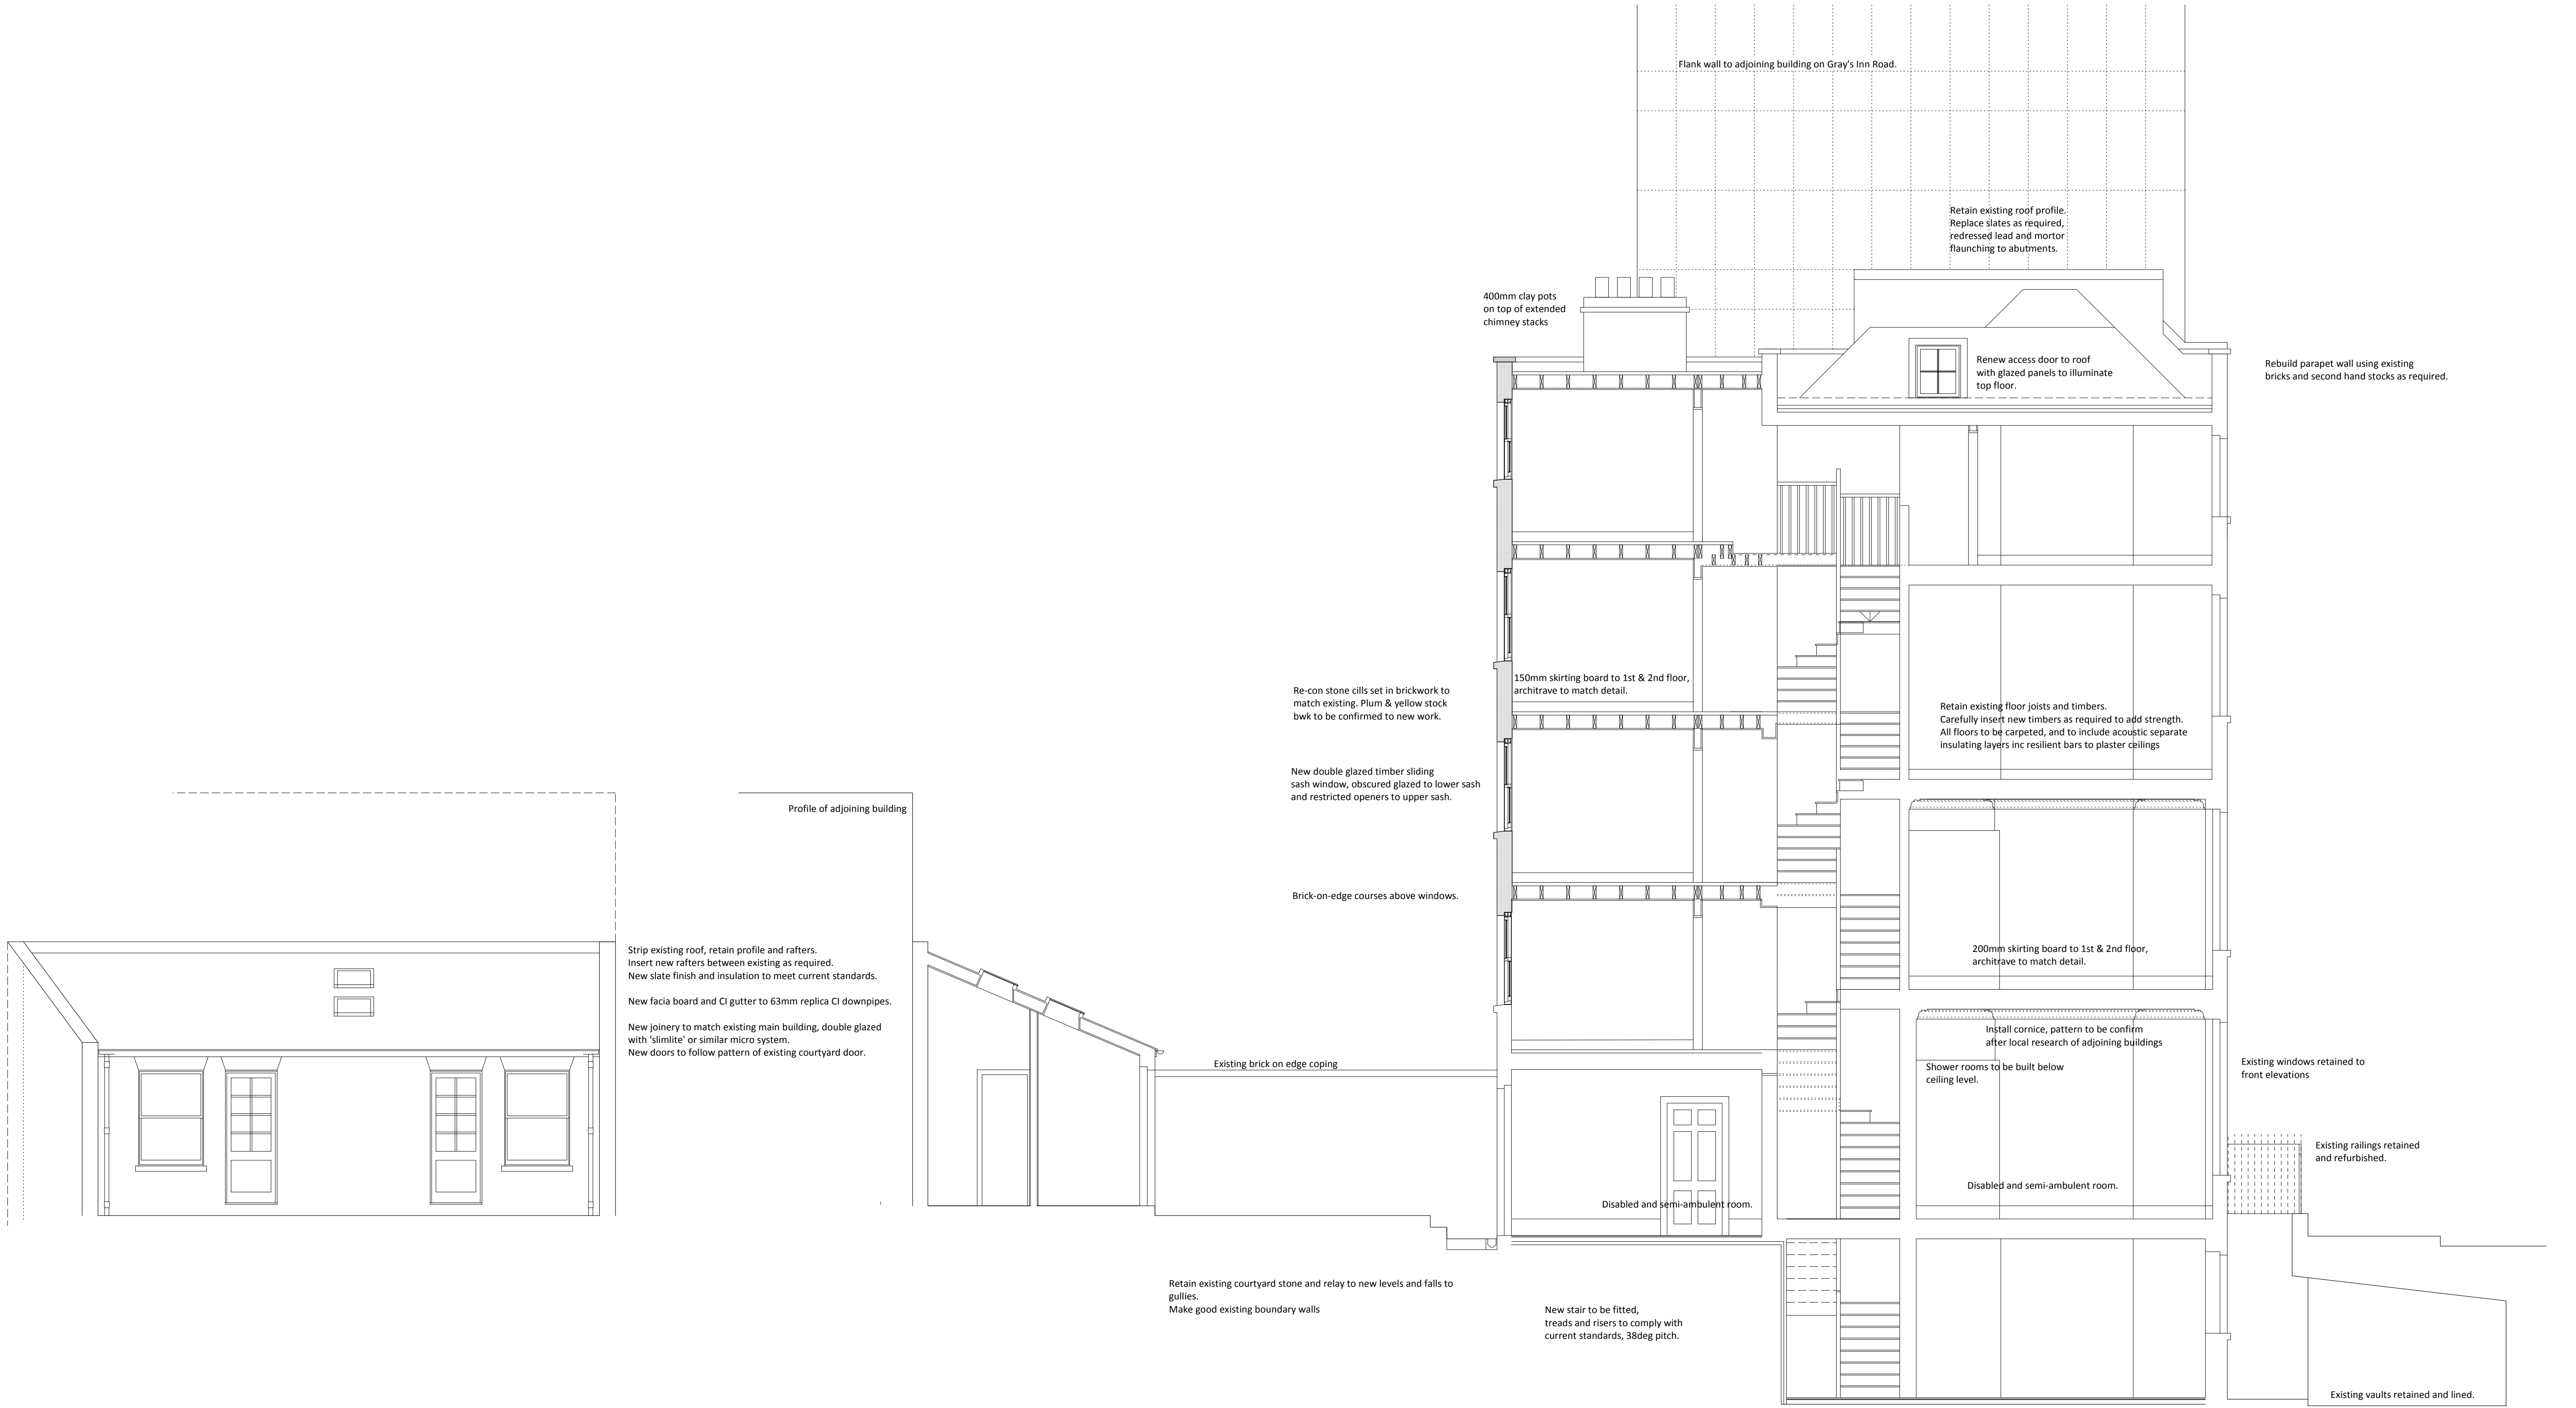 Flank wall to adjoining building on Gray's Inn Road.
Retain existing roof profile.
Replace slates as required,
redressed lead and mortor
flaunching to abutments.
400mm clay pots
on top of extended
chimney stacks
Renew access door to roof
with glazed panels to illuminate
top floor.
Rebuild parapet wall using existing
bricks and second hand stocks as required.
Re-con stone cills set in brickwork to
match existing. Plum & yellow stock
bwk to be confirmed to new work.
150mm skirting board to 1st & 2nd floor,
architrave to match detail.
Retain existing floor joists and timbers.
Carefully insert new timbers as required to add strength.
All floors to be carpeted, and to include acoustic separate
insulating layers inc resilient bars to plaster ceilings
New double glazed timber sliding
sash window, obscured glazed to lower sash
and restricted openers to upper sash.
Profile of adjoining building
Brick-on-edge courses above windows.
Strip existing roof, retain profile and rafters.
Insert new rafters between existing as required.
New slate finish and insulation to meet current standards.
New facia board and CI gutter to 63mm replica CI downpipes.
New joinery to match existing main building, double glazed
with 'slimlite' or similar micro system.
New doors to follow pattern of existing courtyard door.
200mm skirting board to 1st & 2nd floor,
architrave to match detail.
Install cornice, pattern to be confirm
after local research of adjoining buildings
Existing brick on edge coping
Shower rooms to be built below
ceiling level.
Existing windows retained to
front elevations
Existing railings retained
and refurbished.
Disabled and semi-ambulent room.
Disabled and semi-ambulent room.
Retain existing courtyard stone and relay to new levels and falls to
gullies.
Make good existing boundary walls
New stair to be fitted,
treads and risers to comply with
current standards, 38deg pitch.
Existing vaults retained and lined.